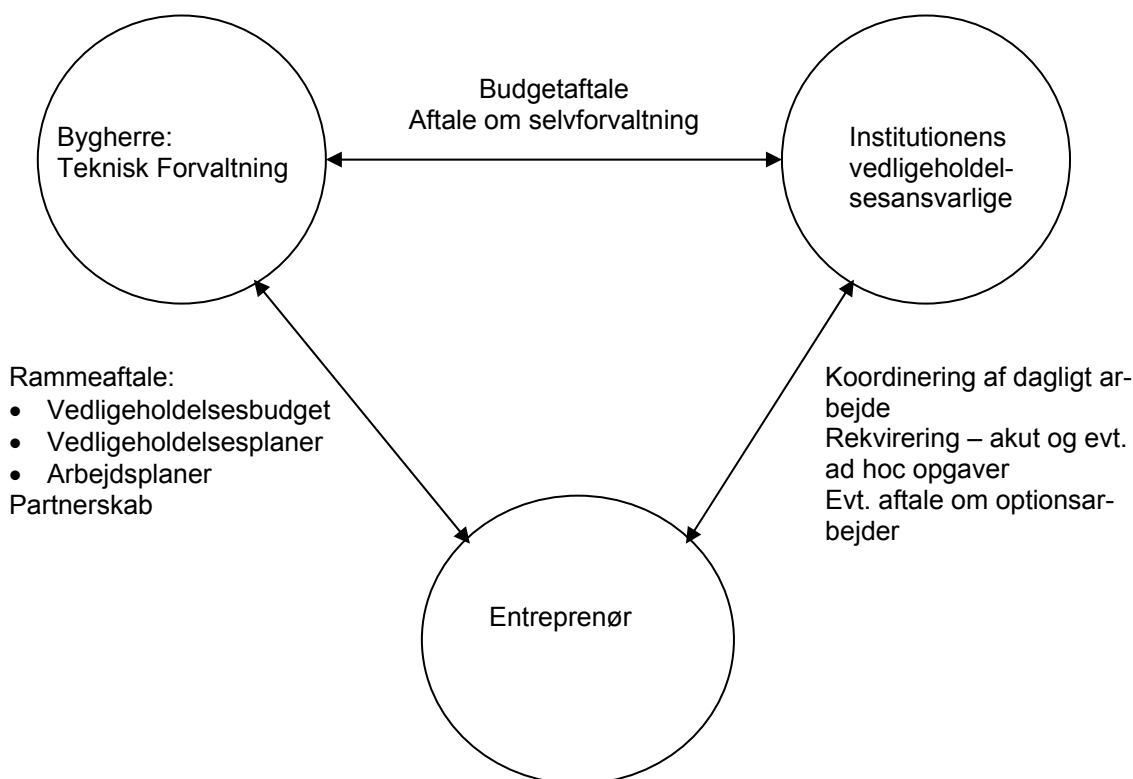 Budgetaftale
Aftale om selvforvaltning
Bygherre:
Teknisk Forvaltning
Institutionens
vedligeholdel-
sesansvarlige
Rammeaftale:
• Vedligeholdelsesbudget
• Vedligeholdelsesplaner
• Arbejdsplaner
Partnerskab
Koordinering af dagligt ar-
bejde
Rekvirering – akut og evt.
ad hoc opgaver
Evt. aftale om optionsar-
bejder
Entreprenør